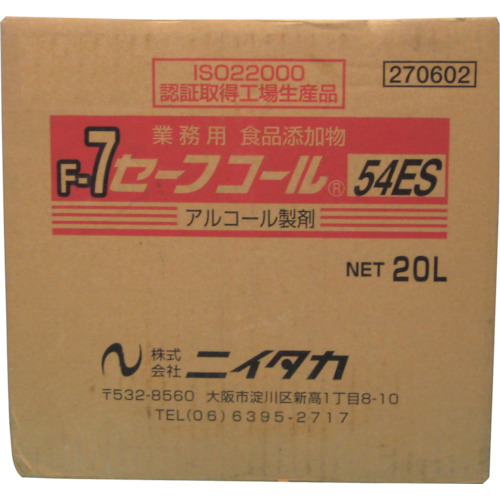 ISO22000
認証取得工場生産品
270602
業務用 食品添加物
F-7セーフコール® 54ES
アルコール製剤
NET 20L
株式会社 ニイタカ
〒532-8560 大阪市淀川区新高1丁目8-10
TEL(06)6395-2717